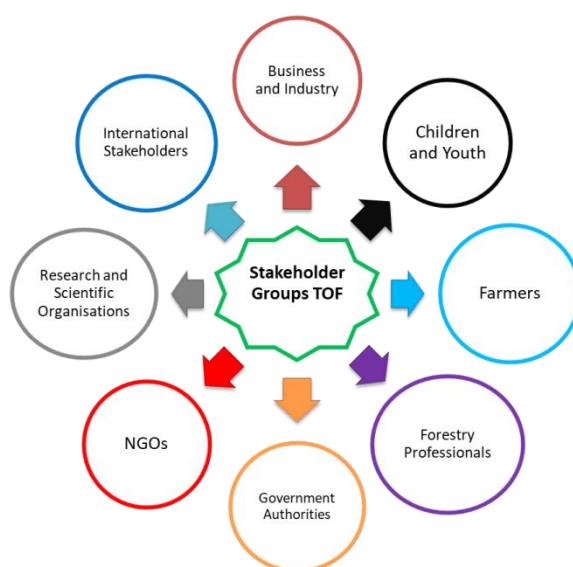 Business
and Industry
Children
and Youth
Farmers
Forestry
Professionals
Government
Authorities
NGOs
Research and
Scientific
Organisations
International
Stakeholders
Stakeholder
Groups TOF